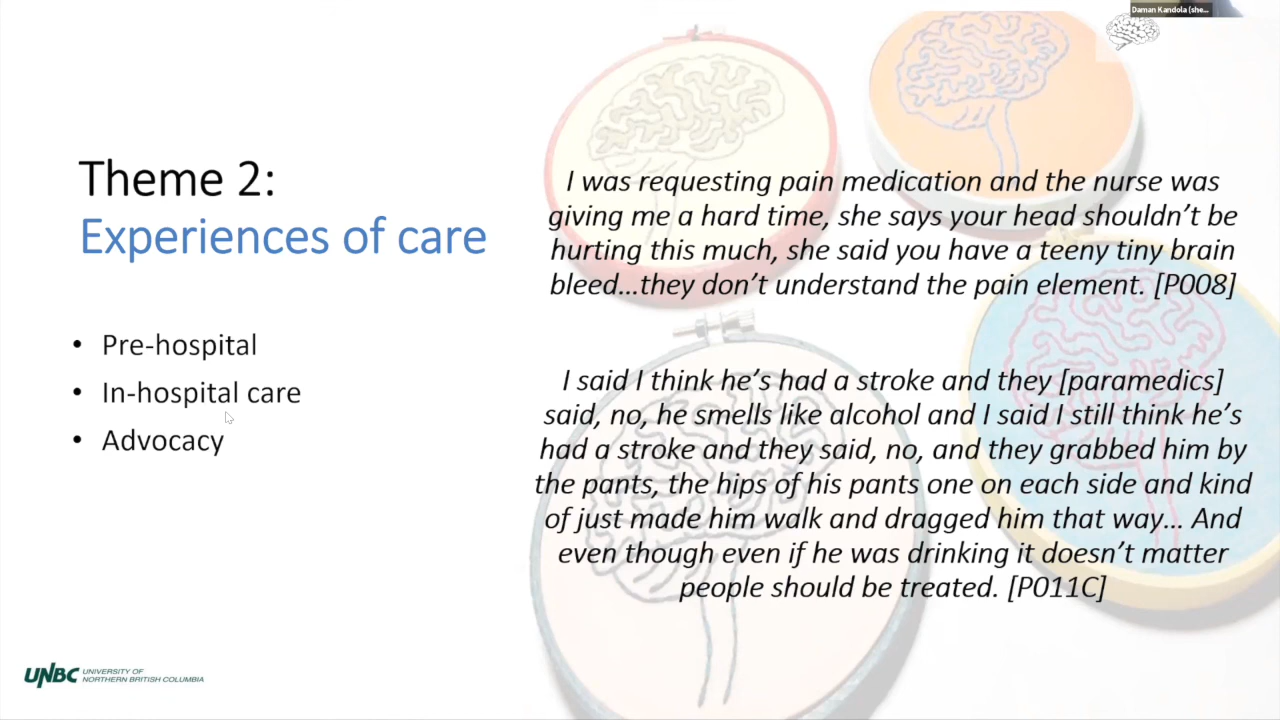 Daman Kandola (she...
Theme 2:
Experiences of care
• Pre-hospital
• In-hospital care
• Advocacy
I was requesting pain medication and the nurse was
giving me a hard time, she says your head shouldn’t be
hurting this much, she said you have a teeny tiny brain
bleed...they don’t understand the pain element. [P008]
I said I think he’s had a stroke and they [paramedics]
said, no, he smells like alcohol and I said I still think he’s
had a stroke and they said, no, and they grabbed him by
the pants, the hips of his pants one on each side and kind
of just made him walk and dragged him that way... And
even though even if he was drinking it doesn’t matter
people should be treated. [P011C]
UNBC UNIVERSITY OF
NORTHERN BRITISH COLUMBIA